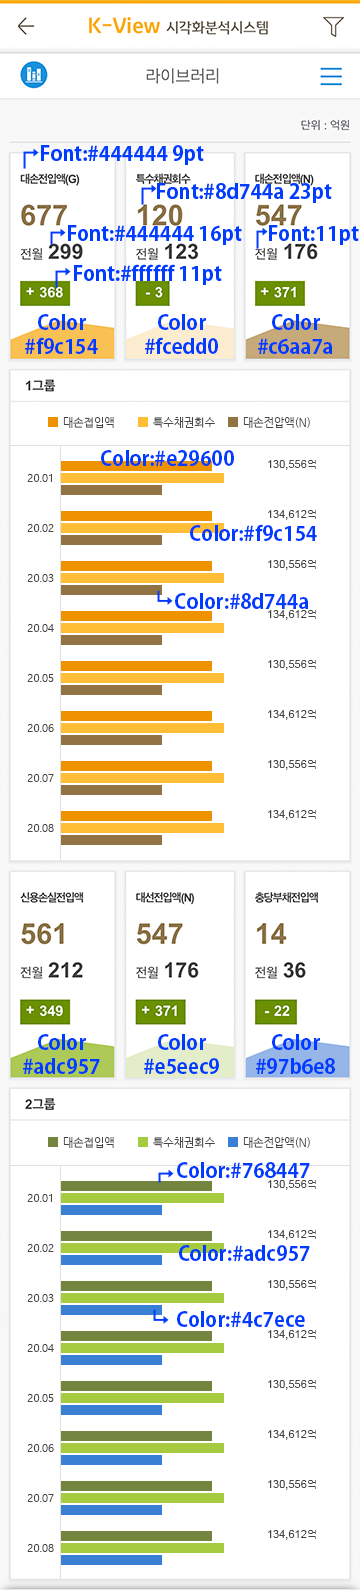 K-View 시각화분석시스템
라이브러리
단위 : 억원
Font:#444444 9pt
대손전입액(G) 특수채권회수 대손전입액(N)
Font:#8d744a 23pt
677 120 547
Font:#444444 16pt Font:11pt
전월 299 전월 123 전월 176
Font:#ffffff 11pt
+ 368 - 3 + 371
Color Color Color
#f9c154 #fcedd0 #c6aa7a
1그룹
대손접입액 특수채권회수 대손전압액(N)
Color:#e29600 130,556억
20.01
134,612억
20.02 Color:#f9c154
130,556억
20.03
Color:#8d744a
134,612억
20.04
130,556억
20.05
134,612억
20.06
130,556억
20.07
134,612억
20.08
신용손실전입액 대선전입액(N) 충당부채전입액
561 547 14
전월 212 전월 176 전월 36
+ 349 + 371 - 22
Color Color Color
#adc957 #e5eec9 #97b6e8
2그룹
대손접입액 특수채권회수 대손전압액(N)
Color:#768447
130,556억
20.01
134,612억
20.02 Color:#adc957
130,556억
20.03
Color:#4c7ece
134,612억
20.04
130,556억
20.05
134,612억
20.06
130,556억
20.07
134,612억
20.08